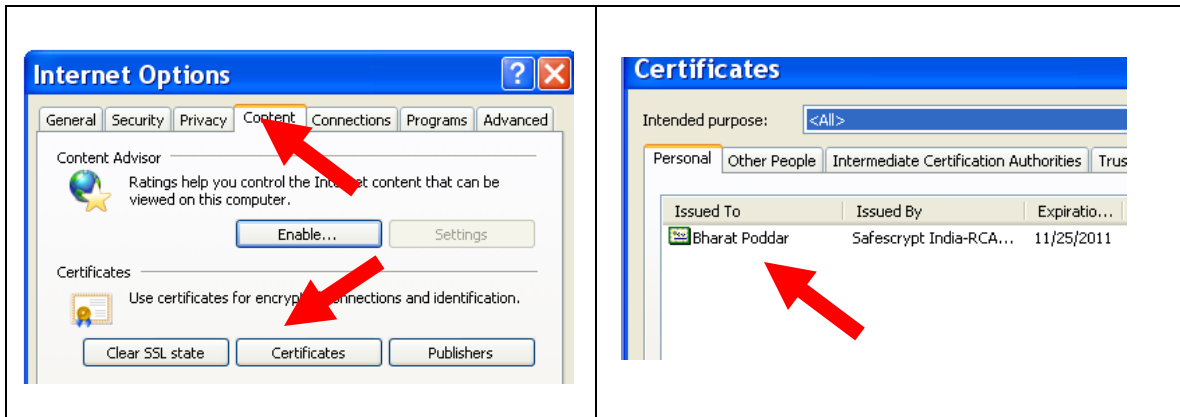 Internet Options
General Security Privacy Content Connections Programs Advanced
Content Advisor
Ratings help you control the Internet content that can be
viewed on this computer.
Enable... Settings
Certificates
Use certificates for encrypted connections and identification.
Clear SSL state Certificates Publishers
Certificates
Intended purpose: <All>
Personal Other People Intermediate Certification Authorities Trus
Issued To Issued By Expiratio...
Bharat Poddar Safescrypt India-RCA... 11/25/2011